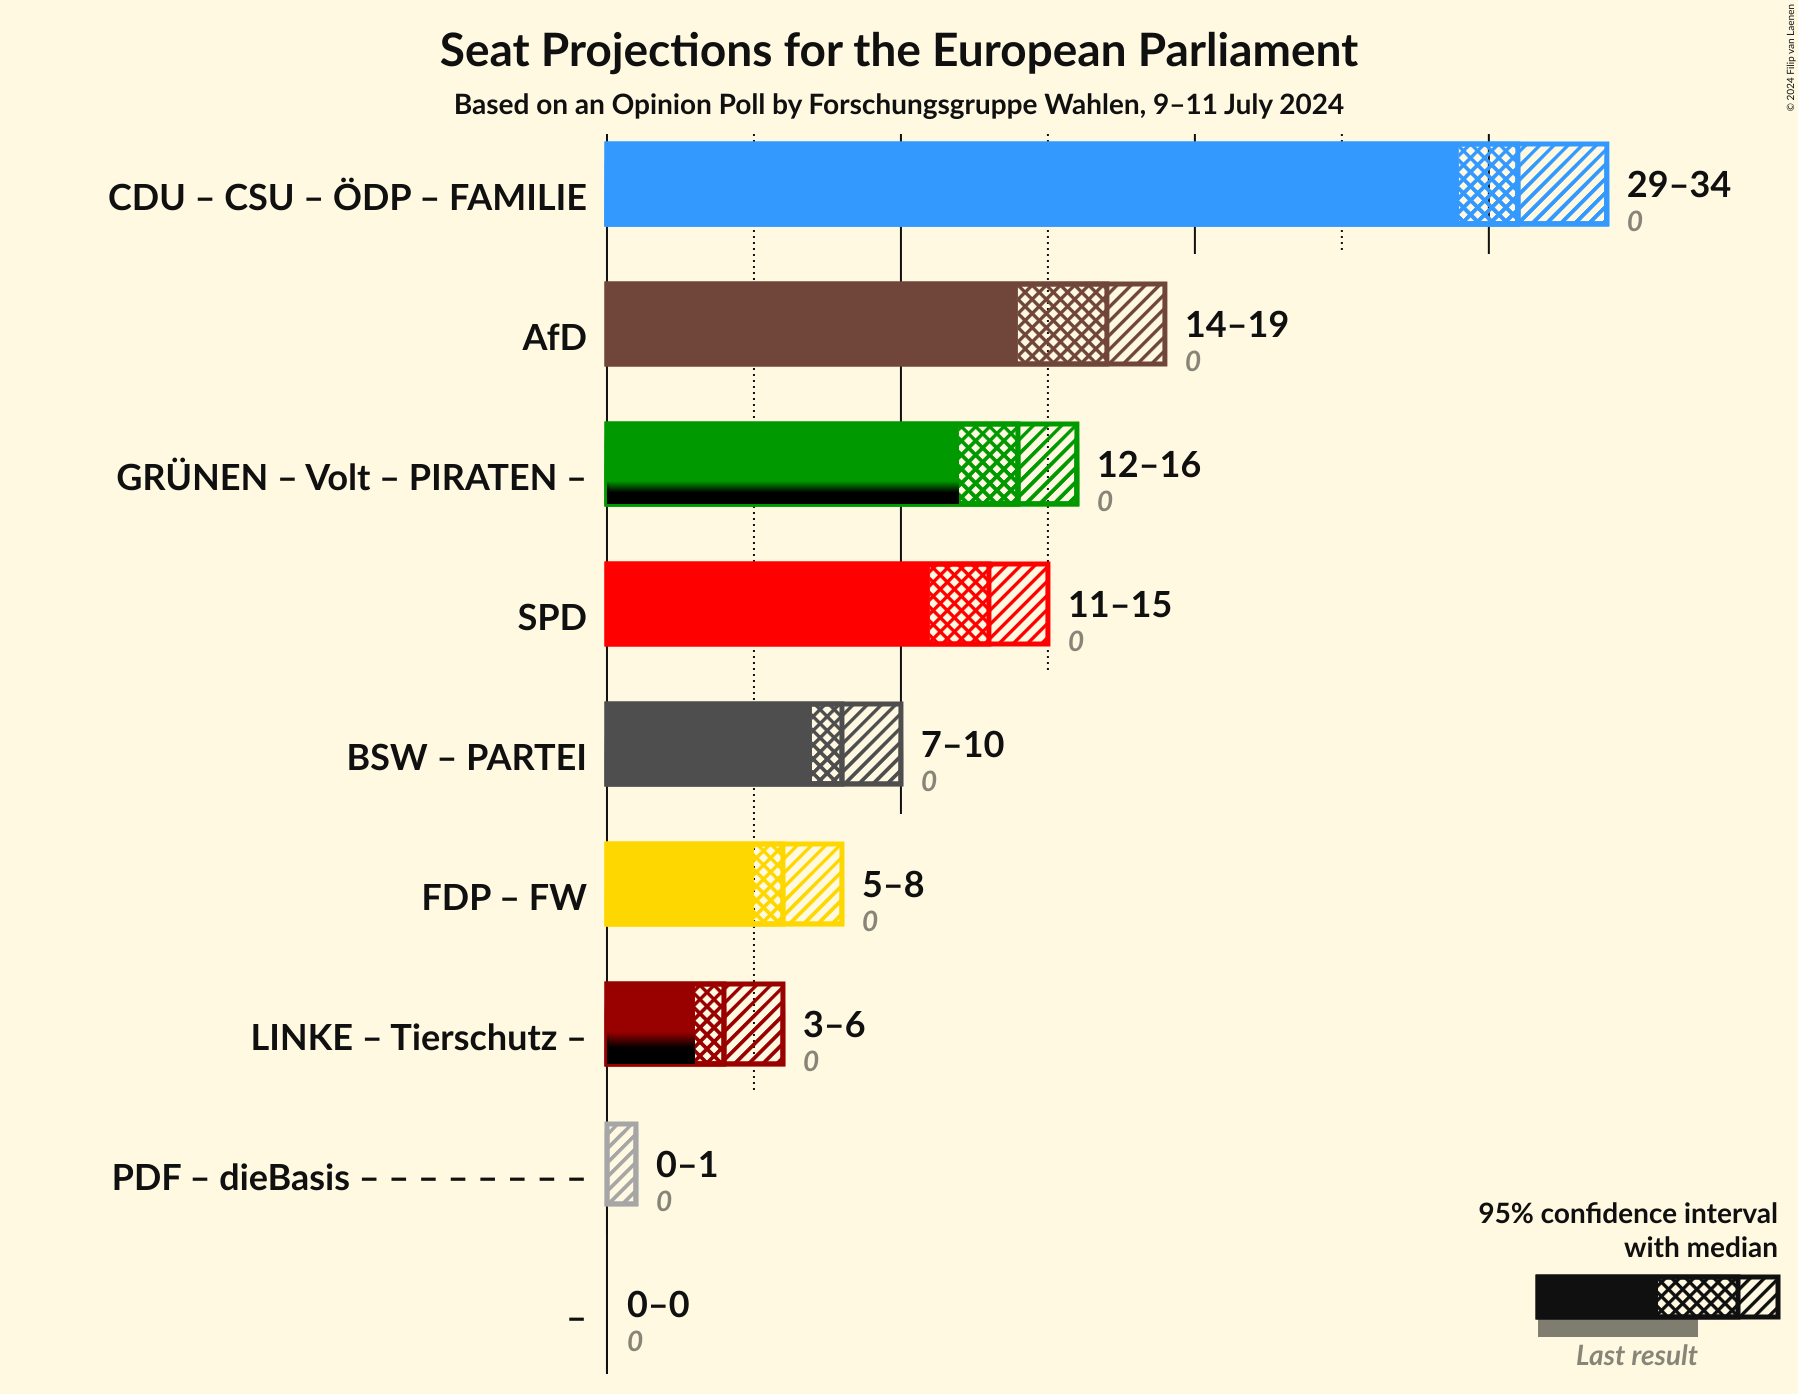 Seat Projections for the European Parliament
Based on an Opinion Poll by Forschungsgruppe Wahlen, 9–11 July 2024
© 2024 Filip van Laenen
CDU – CSU – ÖDP – FAMILIE
29–34
0
AfD
14–19
0
GRÜNEN – Volt – PIRATEN –
12–16
0
SPD
11–15
0
BSW – PARTEI
7–10
0
FDP – FW
5–8
0
LINKE – Tierschutz –
3–6
0
PDF – dieBasis – – – – – – – –
0–1
0
–
0–0
0
95% confidence interval
with median
Last result